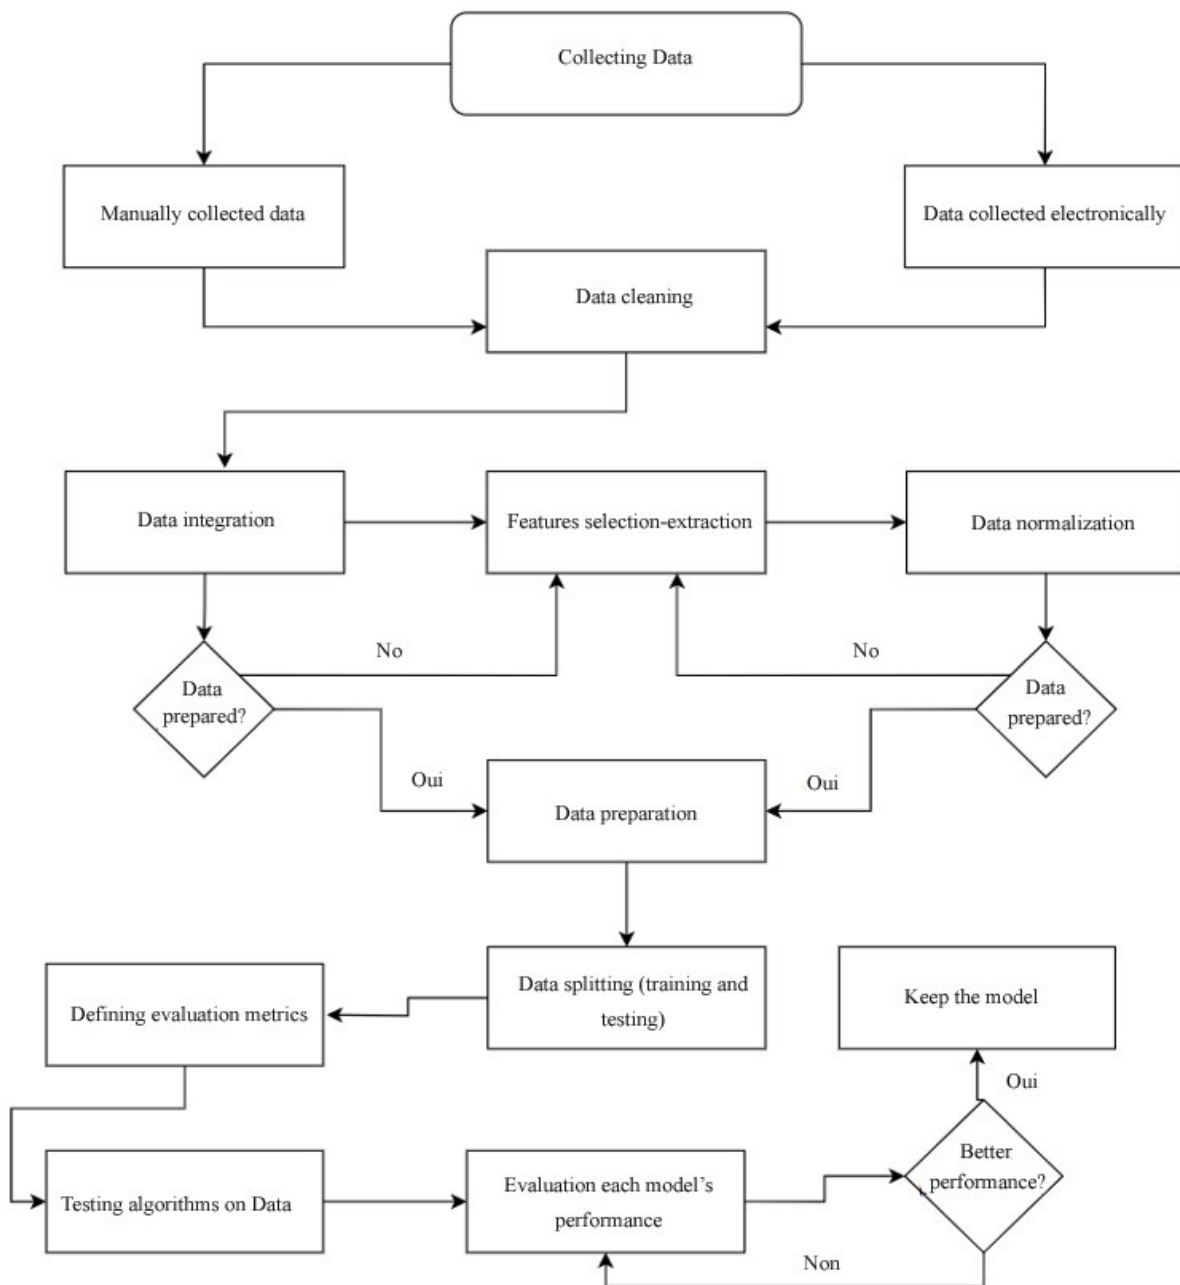 Collecting Data
Manually collected data
Data collected electronically
Data cleaning
Data integration
Features selection-extraction
Data normalization
No
No
Data
prepared?
Data
prepared?
Oui
Oui
Data preparation
Data splitting (training and
testing)
Keep the model
Defining evaluation metrics
Oui
Better
performance?
Testing algorithms on Data
Evaluation each model's
performance
Non